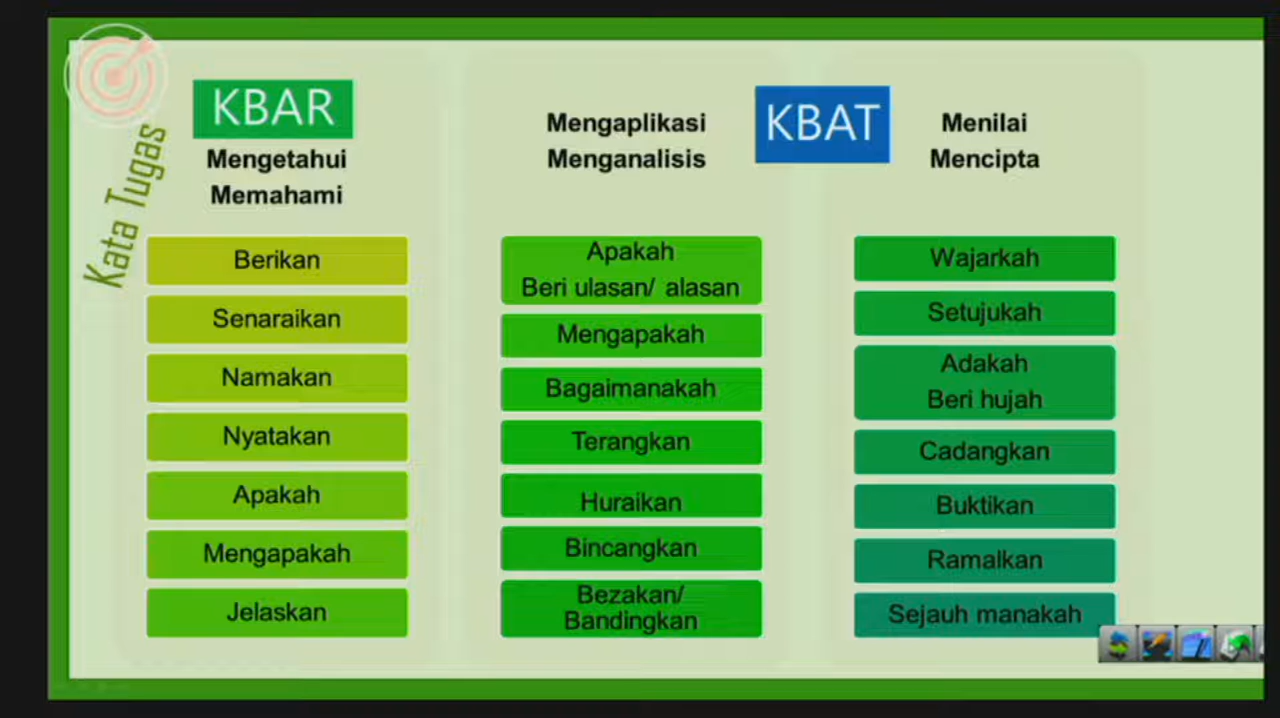 Kata Tugas
KBAR
Mengetahui
Memahami
Berikan
Senaraikan
Namakan
Nyatakan
Apakah
Mengapakah
Jelaskan
KBAT
Mengaplikasi
Menganalisis
Apakah
Beri ulasan/ alasan
Mengapakah
Bagaimanakah
Terangkan
Huraikan
Bincangkan
Bezakan/
Bandingkan
Menilai
Mencipta
Wajarkah
Setujukah
Adakah
Beri hujah
Cadangkan
Buktikan
Ramalkan
Sejauh manakah